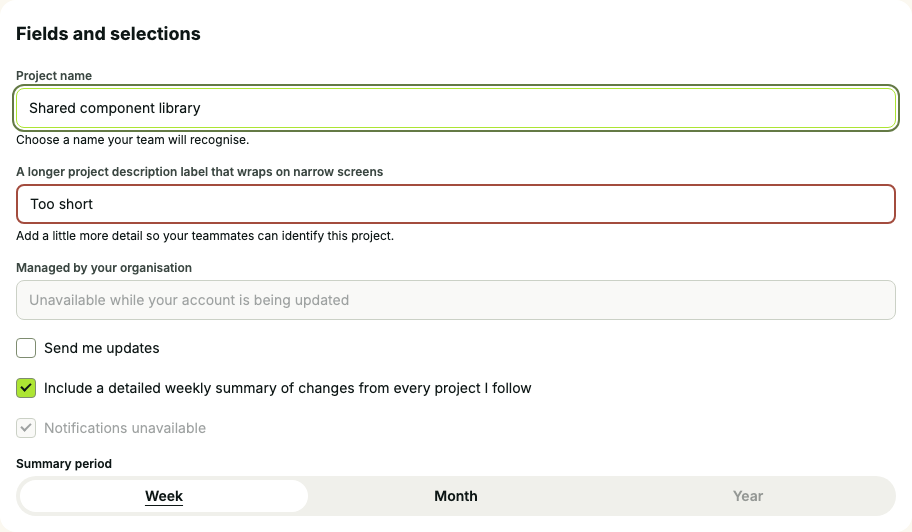 Fields and selections
Project name
Shared component library
Choose a name your team will recognise.
A longer project description label that wraps on narrow screens
Too short
Add a little more detail so your teammates can identify this project.
Managed by your organisation
Unavailable while your account is being updated
Send me updates
Include a detailed weekly summary of changes from every project I follow
Notifications unavailable
Summary period
Week Month Year